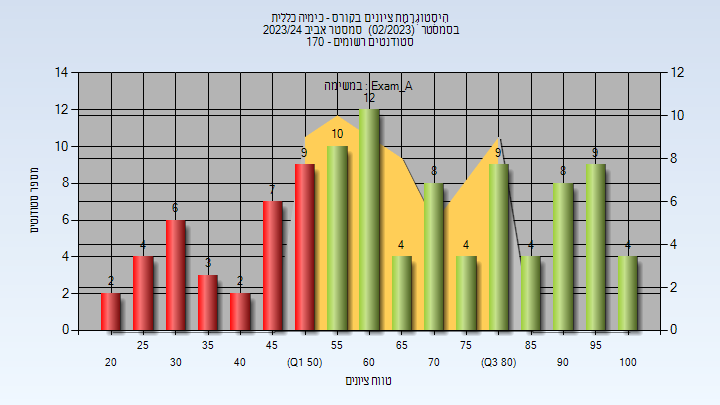 הִיסְטוֹגְרָמַת ציונים בקורס - כימיה כללית
בסמסטר (02/2023) סמסטר אביב 2023/24
סטודנטים רשומים - 170
במשימה : Exam_A
מספר סטודנטים
14 12 10 8 6 4 2 0
12 10 8 6 4 2 0
2 4 6 3 2 7 9 10 12 4 8 4 9 4 8 9 4
25 35 45 55 65 75 85 95
20 30 40 (Q1 50) 60 70 (Q3 80) 90 100
טווח ציונים